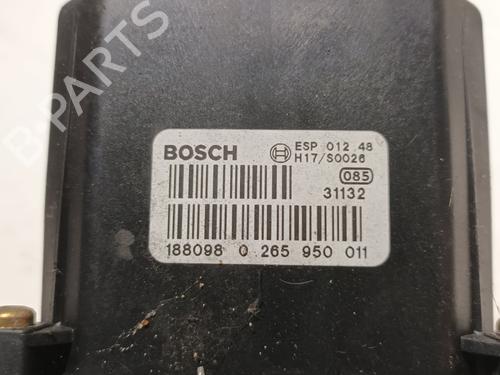 BOSCH
ESP 012 48
H17/S0026
085
31132
188098 0 265 950 011
B-PARTS